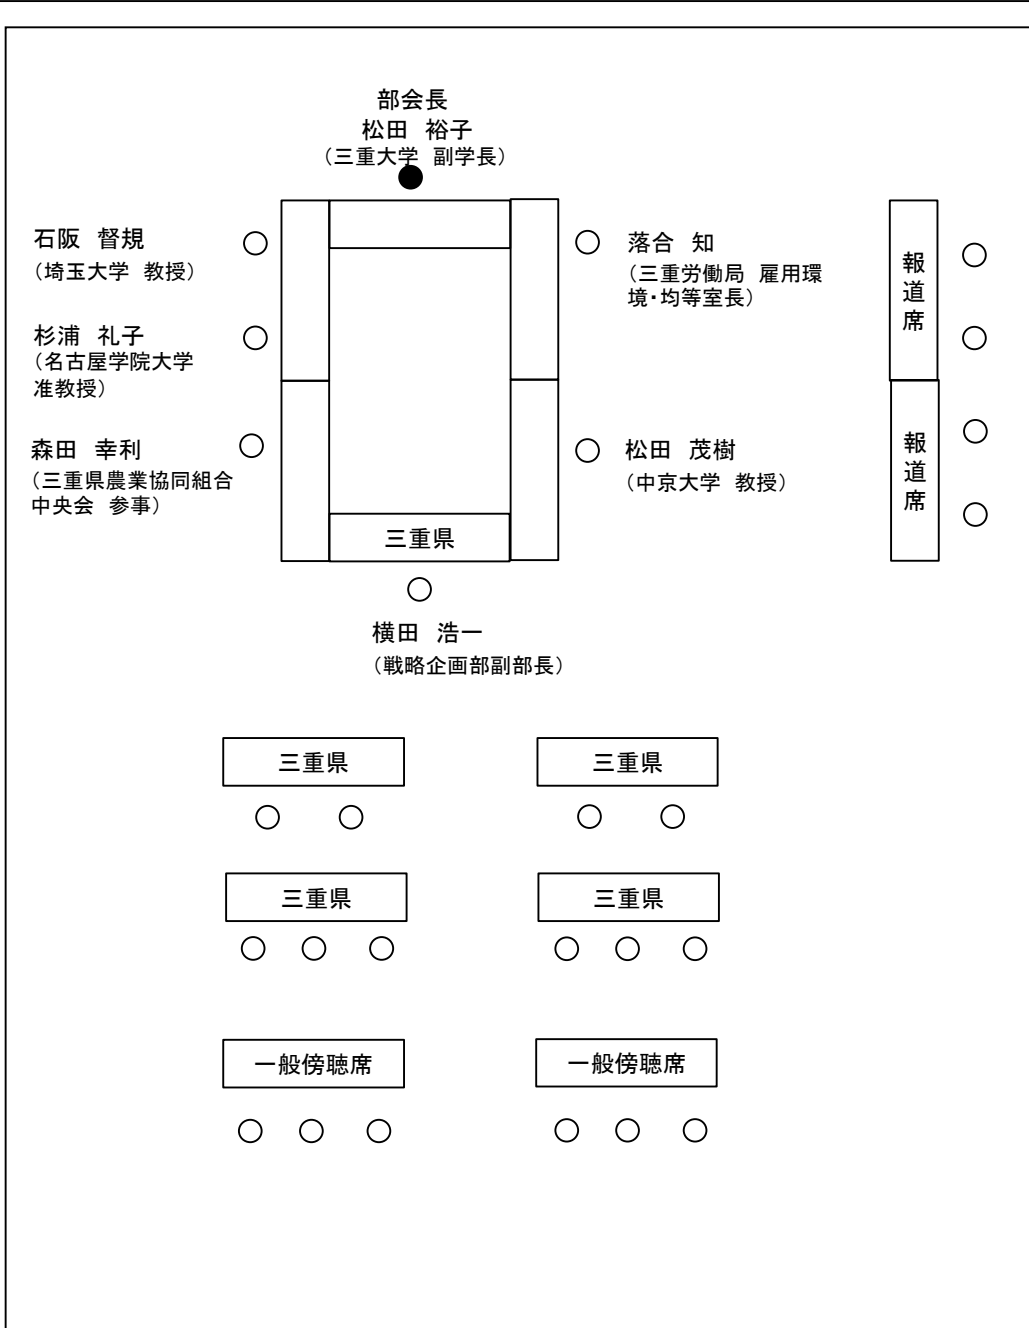 部会長
松田 裕子
（三重大学 副学長）
石阪 督規
（埼玉大学 教授）
杉浦 礼子
（名古屋学院大学
准教授）
森田 幸利
（三重県農業協同組合
中央会 参事）
落合 知
（三重労働局 雇用環
境・均等室長）
松田 茂樹
（中京大学 教授）
報道席
報道席
三重県
横田 浩一
（戦略企画部副部長）
三重県
三重県
三重県
三重県
一般傍聴席
一般傍聴席